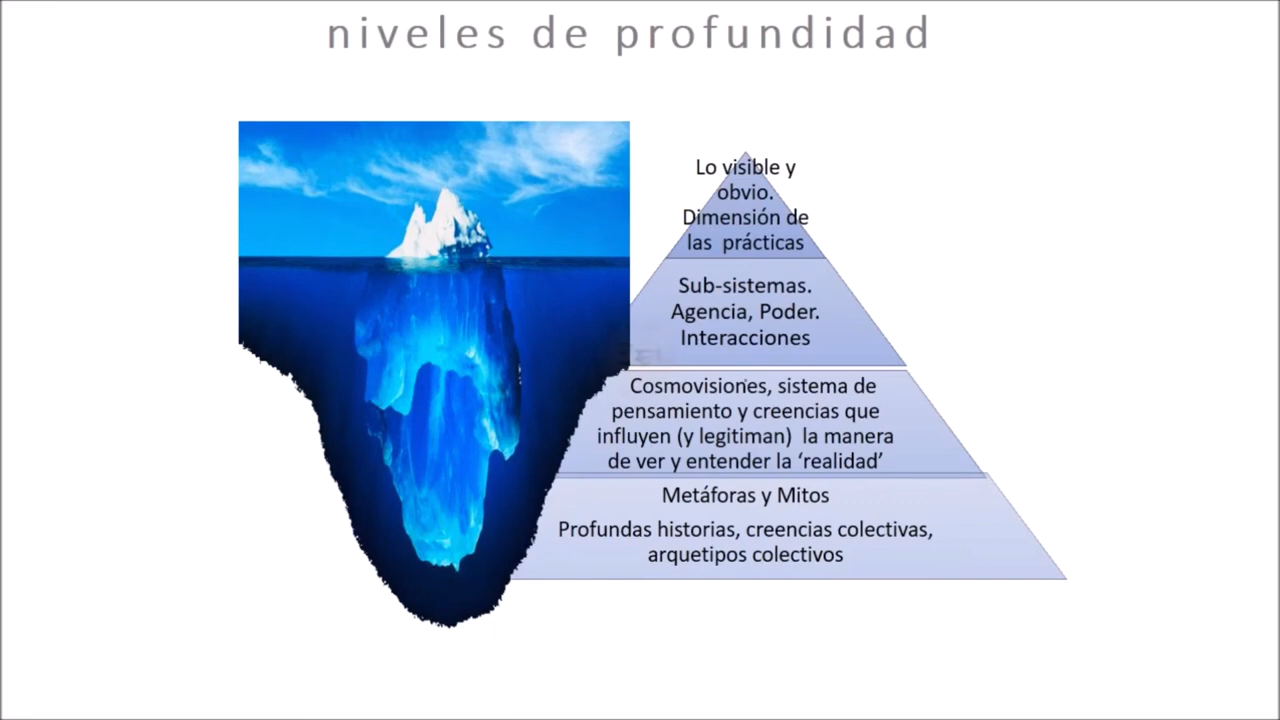 niveles de profundidad
Lo visible y
obvio.
Dimensión de
las prácticas
Sub-sistemas.
Agencia, Poder.
Interacciones
Cosmovisiones, sistema de
pensamiento y creencias que
influyen (y legitiman) la manera
de ver y entender la ‘realidad’
Metáforas y Mitos
Profundas historias, creencias colectivas,
arquetipos colectivos